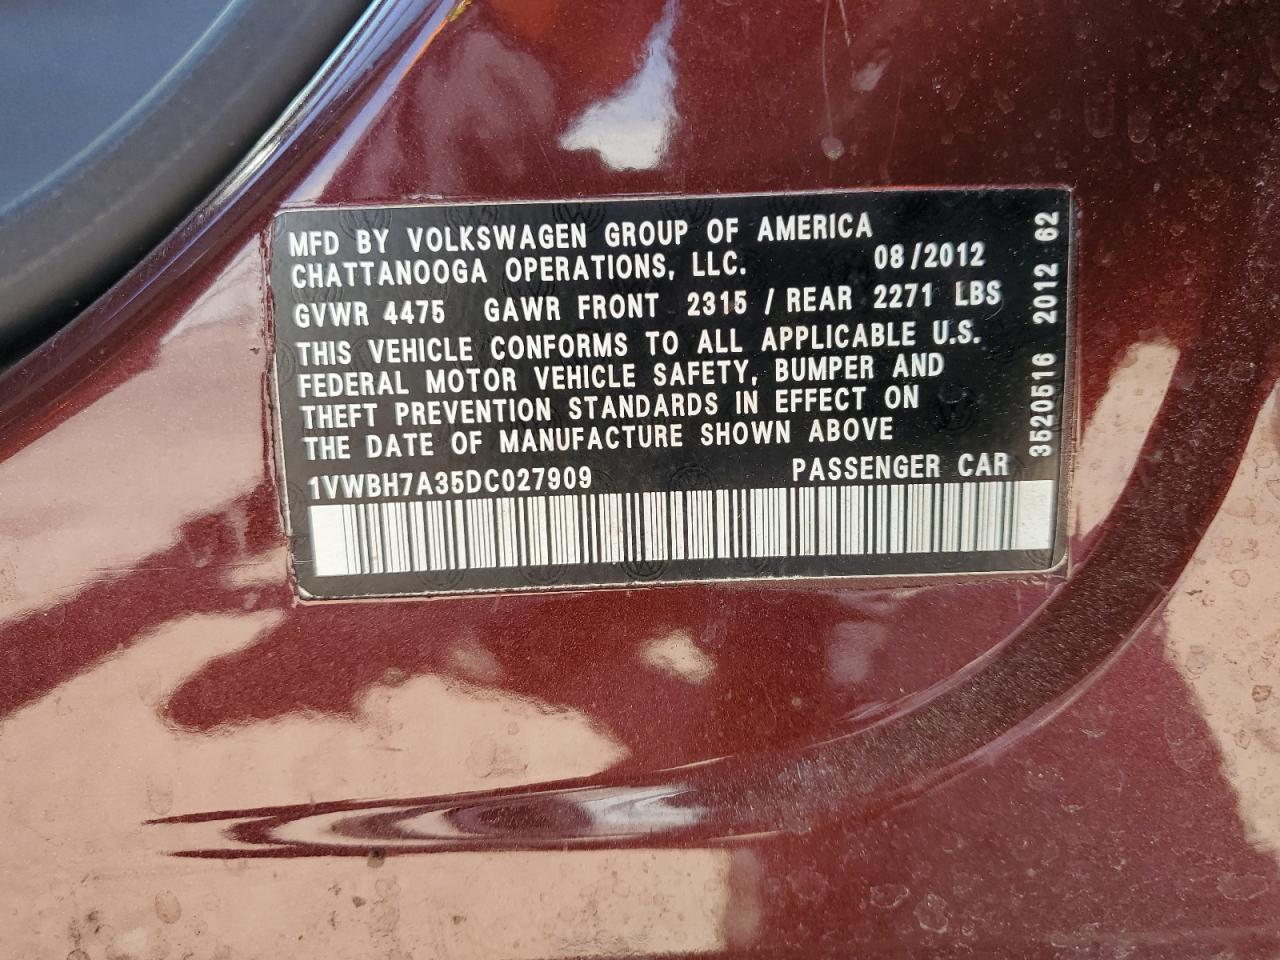 MFD BY VOLKSWAGEN GROUP OF AMERICA
CHATTANOOGA OPERATIONS, LLC. 08/2012
GVWR 4475 GAWR FRONT 2315 / REAR 2271 LBS
THIS VEHICLE CONFORMS TO ALL APPLICABLE U.S.
FEDERAL MOTOR VEHICLE SAFETY, BUMPER AND
THEFT PREVENTION STANDARDS IN EFFECT ON
THE DATE OF MANUFACTURE SHOWN ABOVE
1VWBH7A35DC027909 PASSENGER CAR
3520516 2012 62